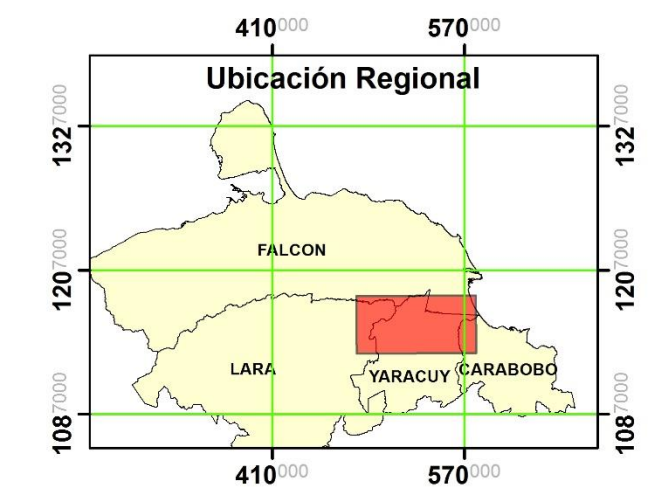 410000 570000
Ubicación Regional
1327000 1327000
FALCON
1207000 1207000
LARA YARACUY CARABOBO
1087000 1087000
410000 570000